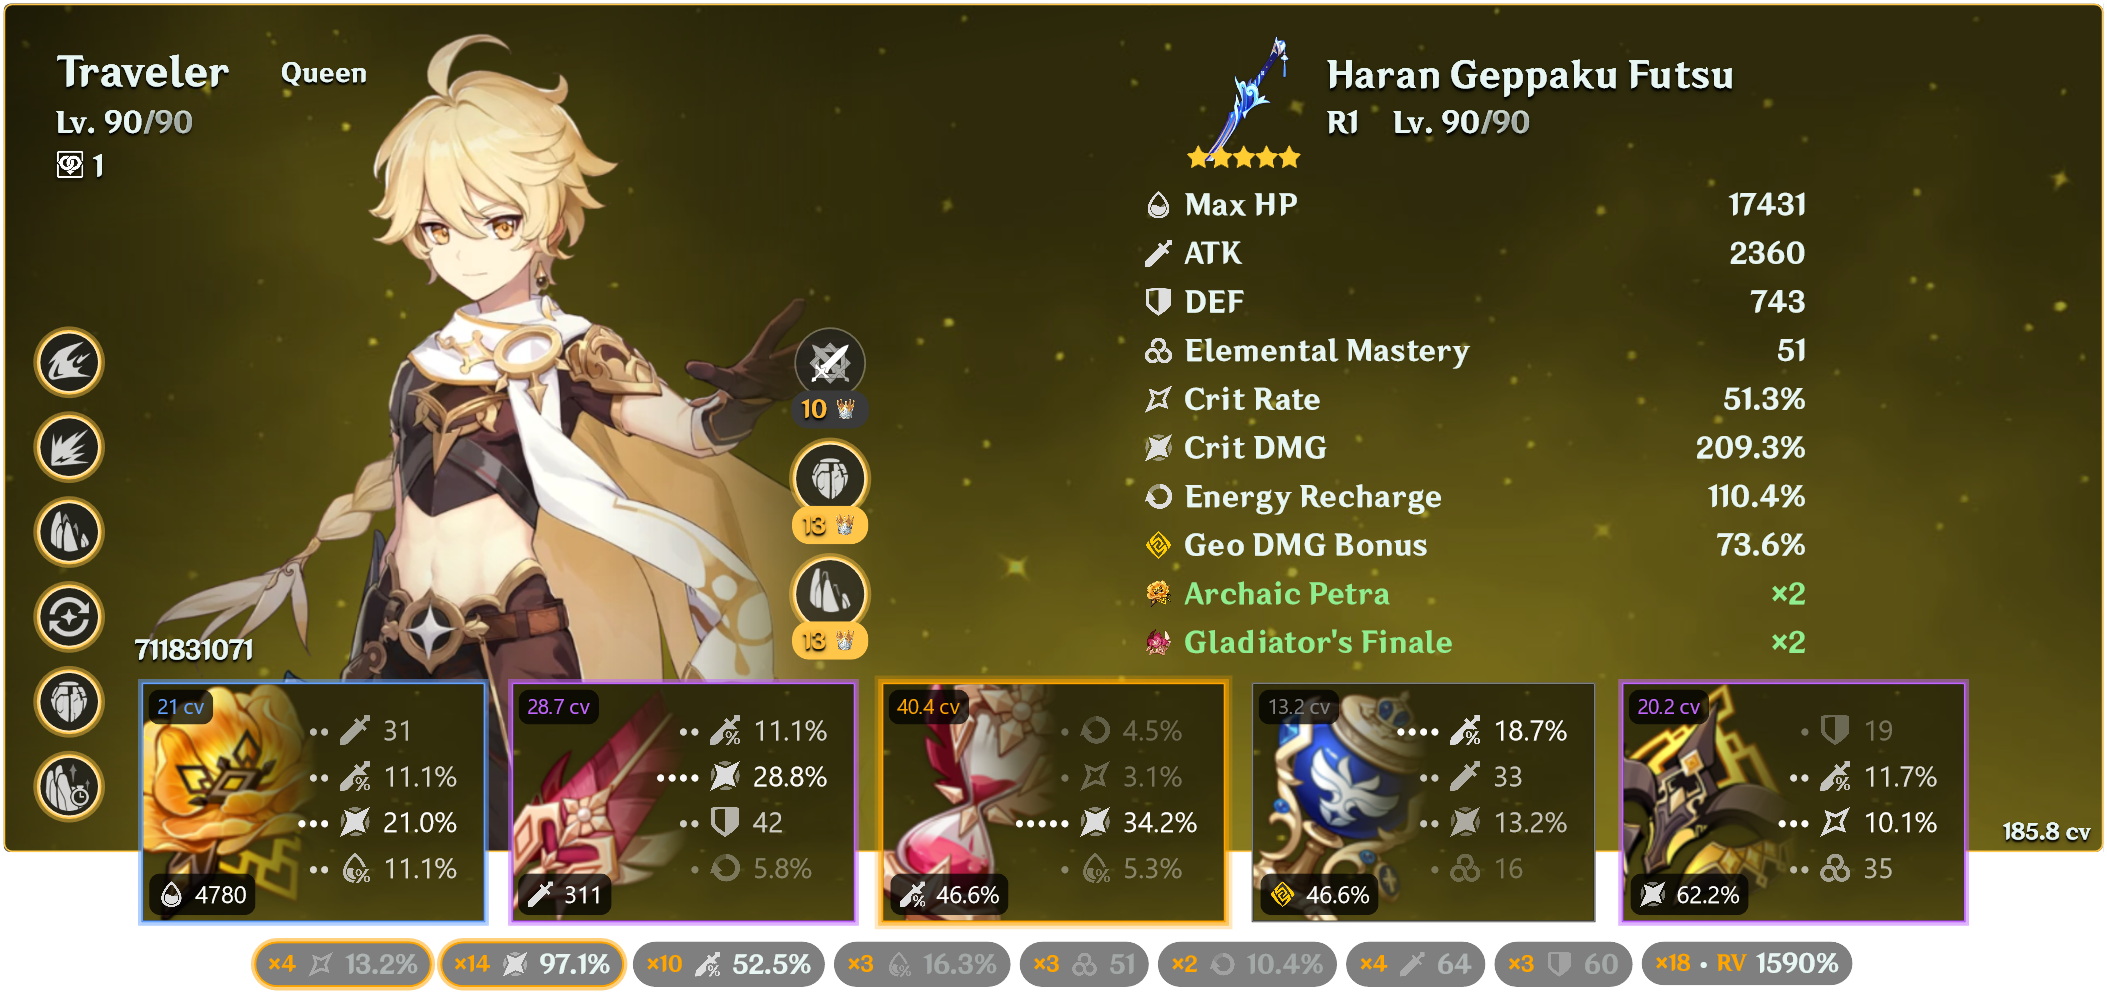 Traveler Queen
Lv. 90/90
1
Haran Geppaku Futsu
R1 Lv. 90/90
Max HP 17431
ATK 2360
DEF 743
Elemental Mastery 51
Crit Rate 51.3%
Crit DMG 209.3%
Energy Recharge 110.4%
Geo DMG Bonus 73.6%
Archaic Petra ×2
Gladiator's Finale ×2
10
13
13
711831071
21 cv
31
11.1%
21.0%
11.1%
4780
28.7 cv
11.1%
28.8%
42
5.8%
311
40.4 cv
4.5%
3.1%
34.2%
5.3%
46.6%
13.2 cv
18.7%
33
13.2%
16
46.6%
20.2 cv
19
11.7%
10.1%
35
62.2%
185.8 cv
×4 13.2% ×14 97.1% ×10 52.5% ×3 16.3% ×3 51 ×2 10.4% ×4 64 ×3 60 ×18 • RV 1590%